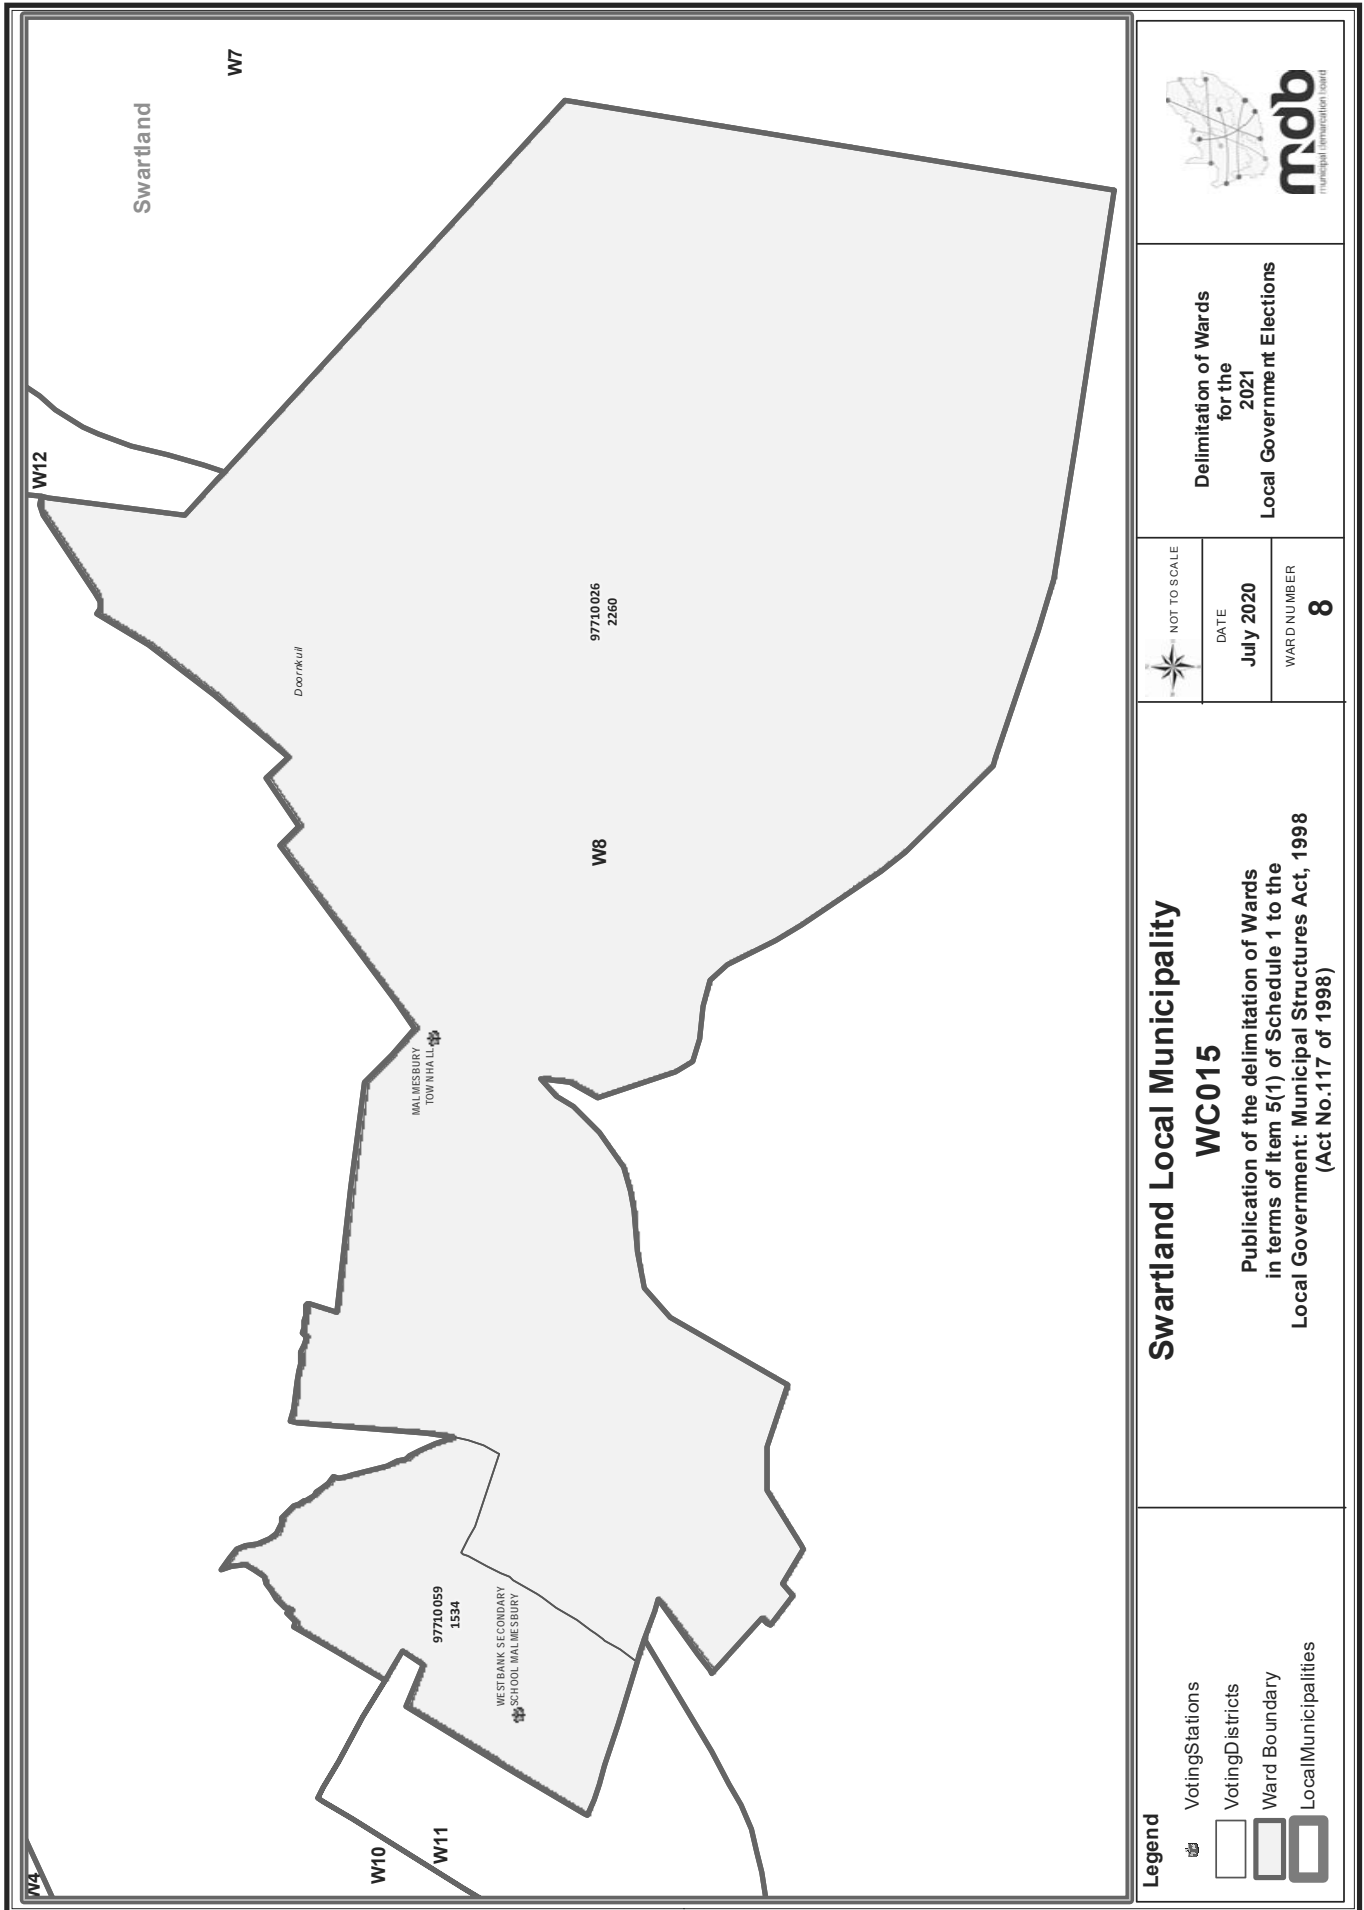 W4
W10
W11
W12
W7
Swartland
Doornkuil
97710026
2260
W8
MALMESBURY
TOWNHALL
97710059
1534
WESTBANK SECONDARY
SCHOOL MALMESBURY
Legend
VotingStations
VotingDistricts
Ward Boundary
LocalMunicipalities
Swartland Local Municipality
WC015
Publication of the delimitation of Wards
in terms of Item 5(1) of Schedule 1 to the
Local Government: Municipal Structures Act, 1998
(Act No.117 of 1998)
NOT TO SCALE
DATE
July 2020
WARD NUMBER
8
Delimitation of Wards
for the
2021
Local Government Elections
mdb
municipal demarcation board